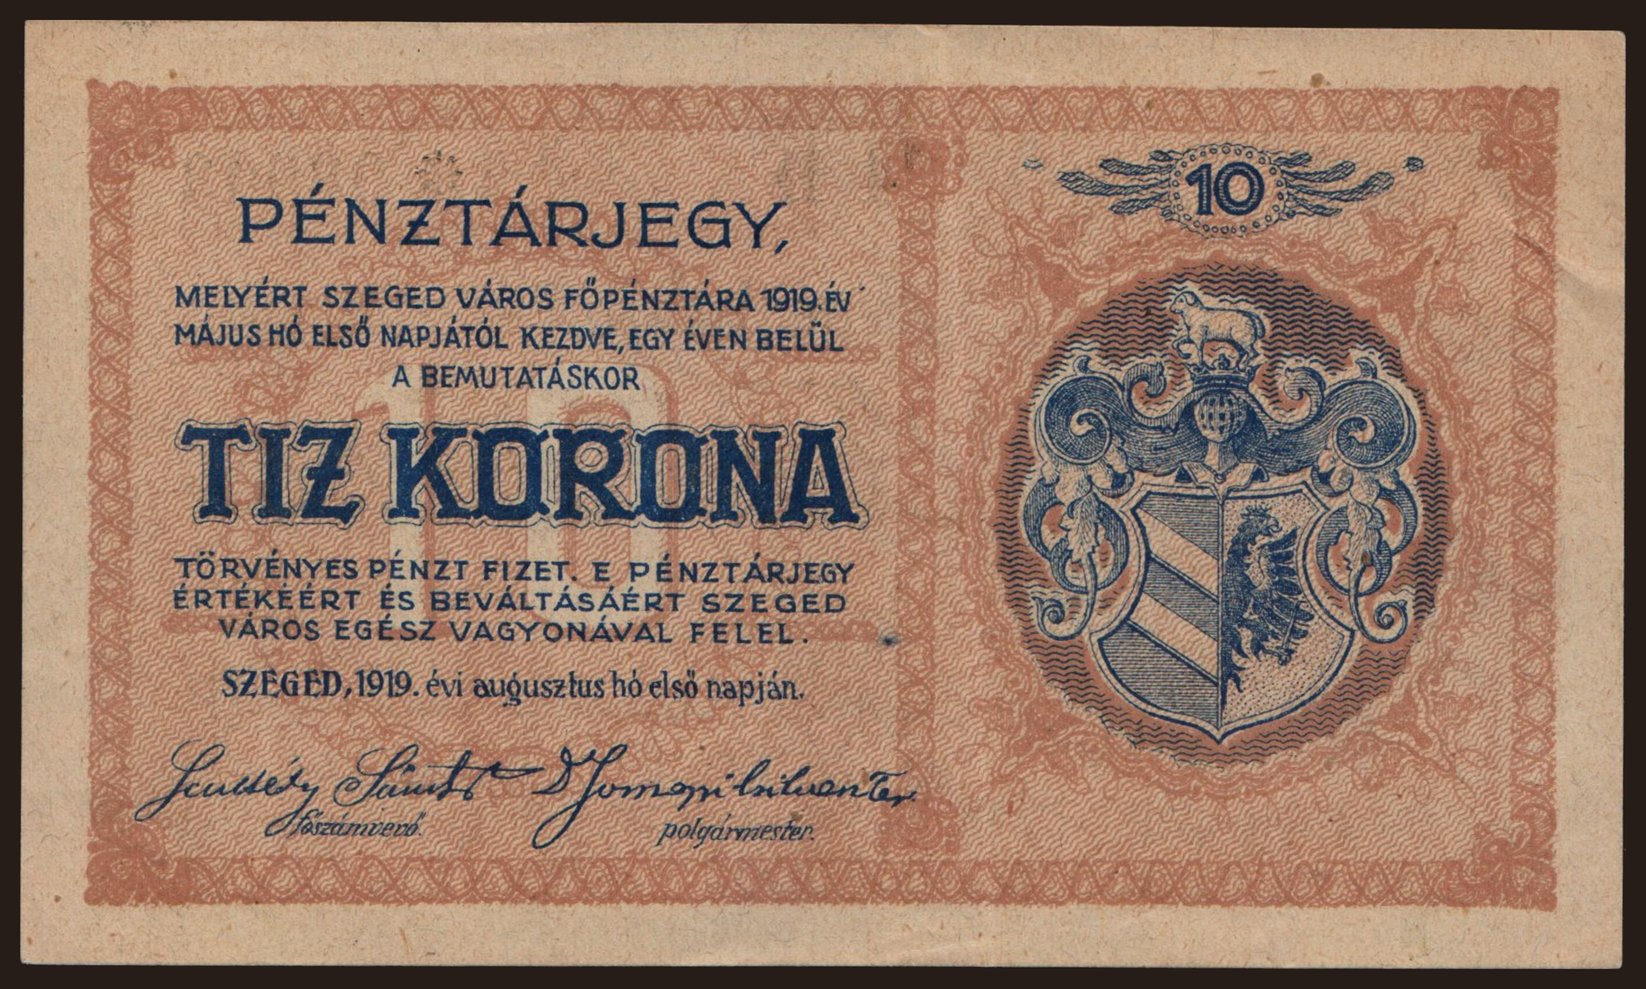 PÉNZTÁRJEGY,
MELYÉRT SZEGED VÁROS FŐPÉNZTÁRA 1919. ÉV
MÁJUS HÓ ELSŐ NAPJÁTÓL KEZDVE, EGY ÉVEN BELÜL
A BEMUTATÁSKOR
TIZ KORONA
TÖRVÉNYES PÉNZT FIZET. E PÉNZTÁRJEGY
ÉRTÉKÉÉRT ÉS BEVÁLTÁSÁÉRT SZEGED
VÁROS EGÉSZ VAGYONÁVAL FELEL.
SZEGED, 1919. évi augusztus hó első napján.
főszámvevő.
polgármester.
10
10